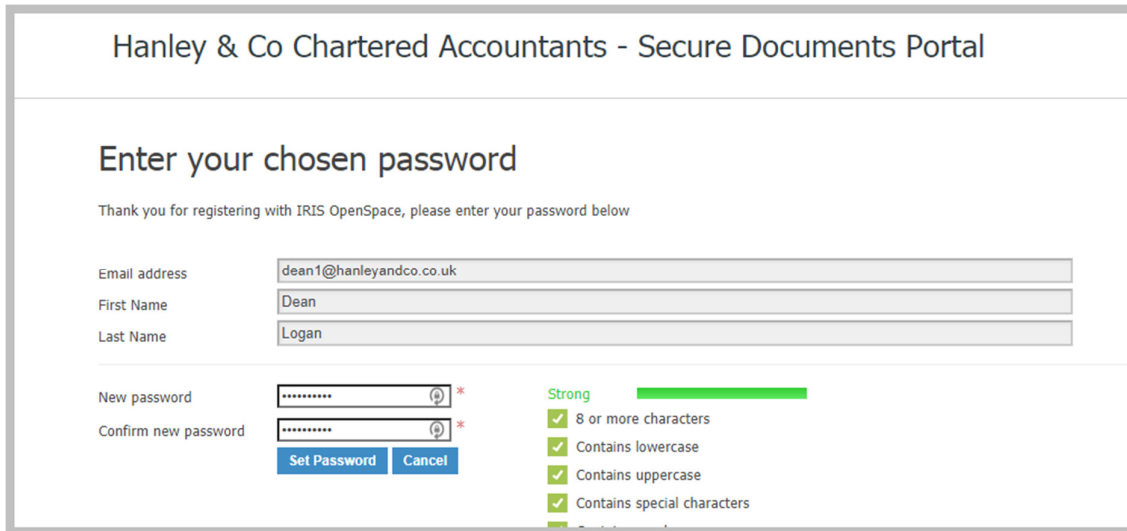 Hanley & Co Chartered Accountants - Secure Documents Portal
Enter your chosen password
Thank you for registering with IRIS OpenSpace, please enter your password below
Email address dean1@hanleyandco.co.uk
First Name Dean
Last Name Logan
New password •••••••••• * Strong
8 or more characters
Confirm new password •••••••••• *
Contains lowercase
Set Password Cancel
Contains uppercase
Contains special characters